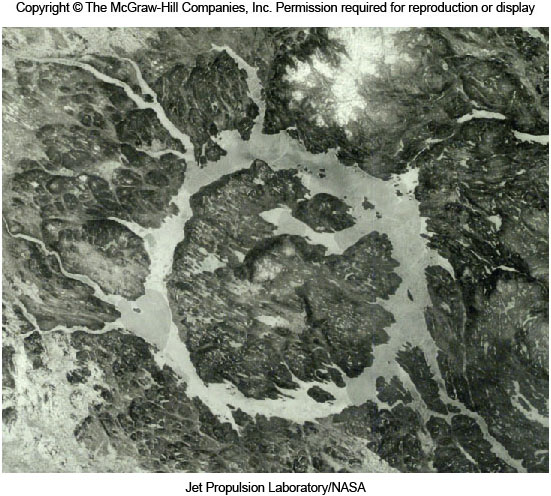 Copyright © The McGraw-Hill Companies, Inc. Permission required for reproduction or display
Jet Propulsion Laboratory/NASA